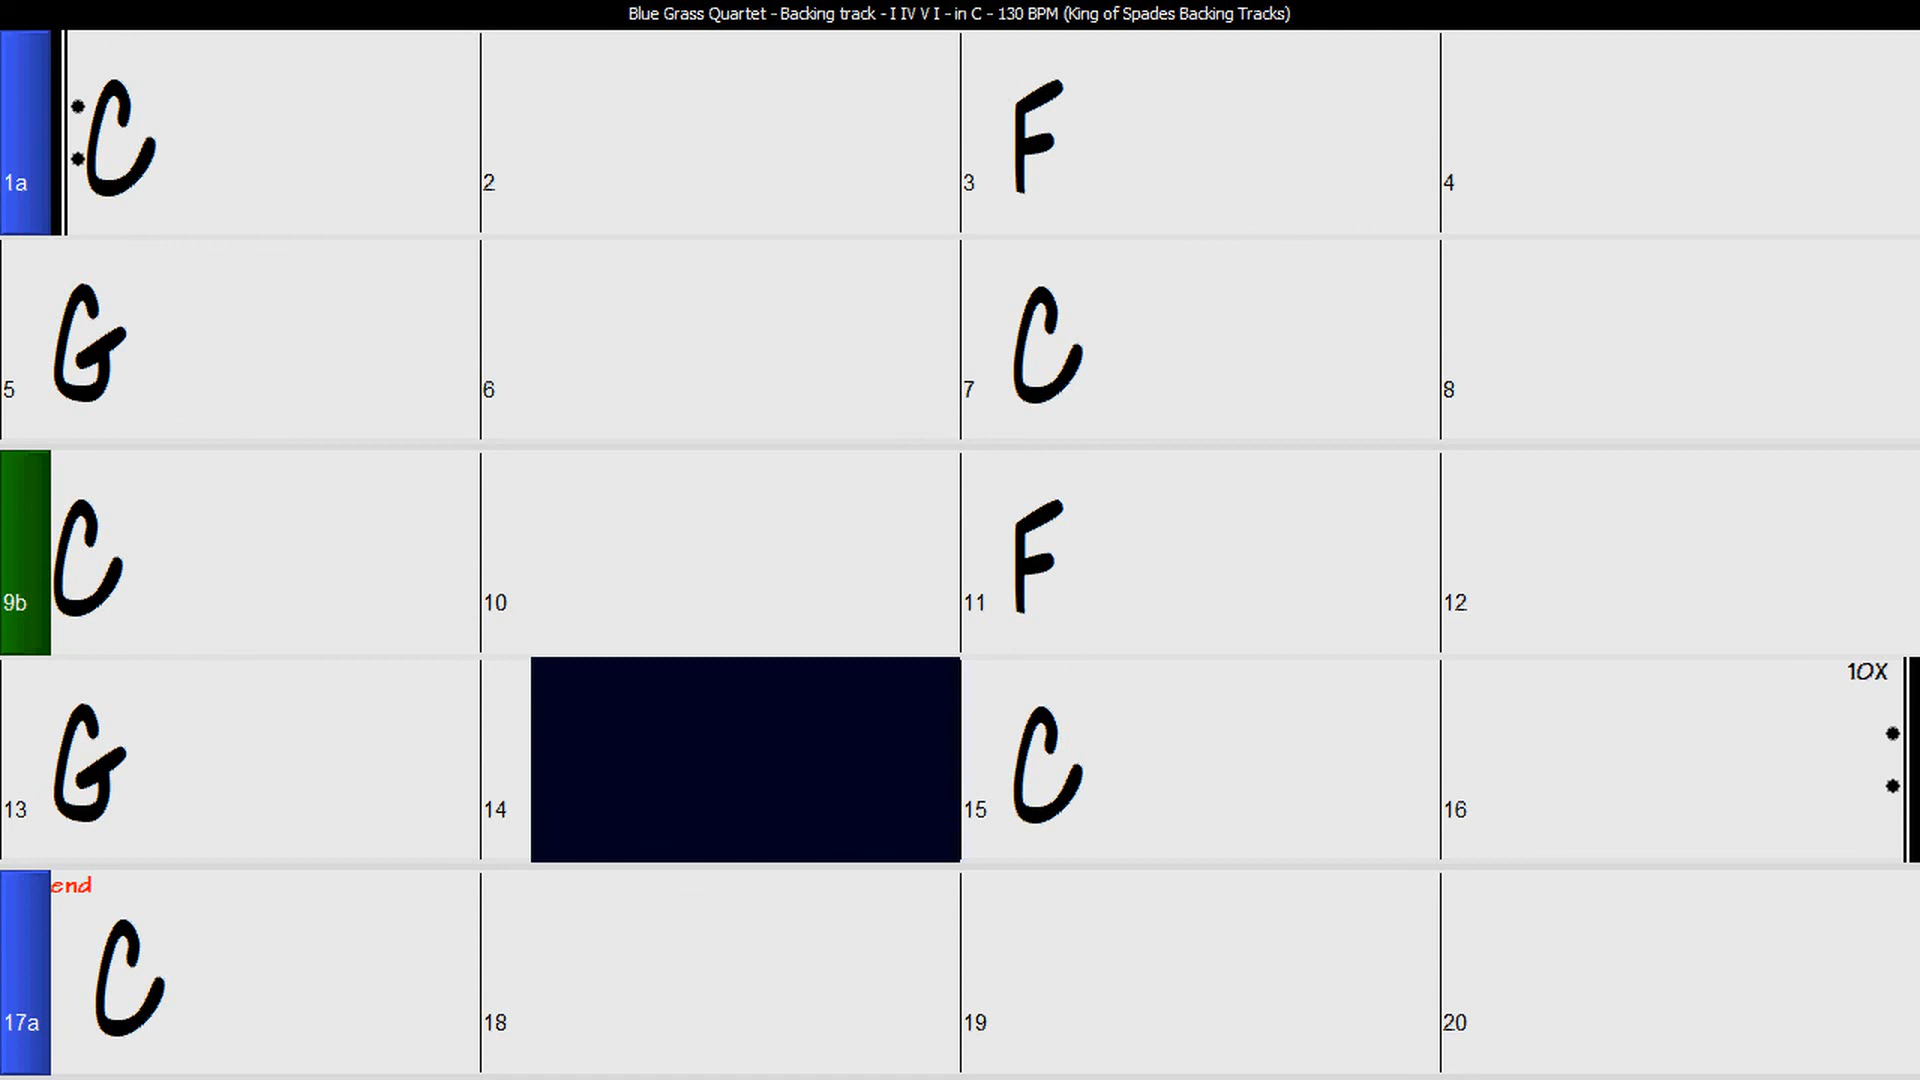 Blue Grass Quartet - Backing track - I IV V I - in C - 130 BPM (King of Spades Backing Tracks)
1a C 2 3 F 4
5 G 6 7 C 8
9b C 10 11 F 12
10X
13 G 14 15 C 16
end
17a C 18 19 20